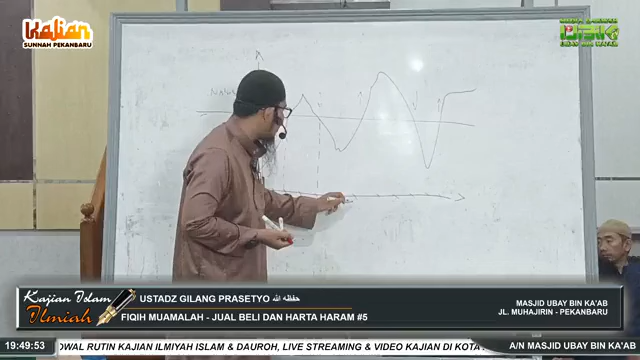 Kajian
SUNNAH PEKANBARU
Kajian Islam
Ilmiah
USTADZ GILANG PRASETYO حفظه الله
FIQIH MUAMALAH - JUAL BELI DAN HARTA HARAM #5
MASJID UBAY BIN KA'AB
JL. MUHAJIRIN - PEKANBARU
19:49:53
DWAL RUTIN KAJIAN ILMIYAH ISLAM & DAUROH, LIVE STREAMING & VIDEO KAJIAN DI KOTA
A/N MASJID UBAY BIN KA'AB